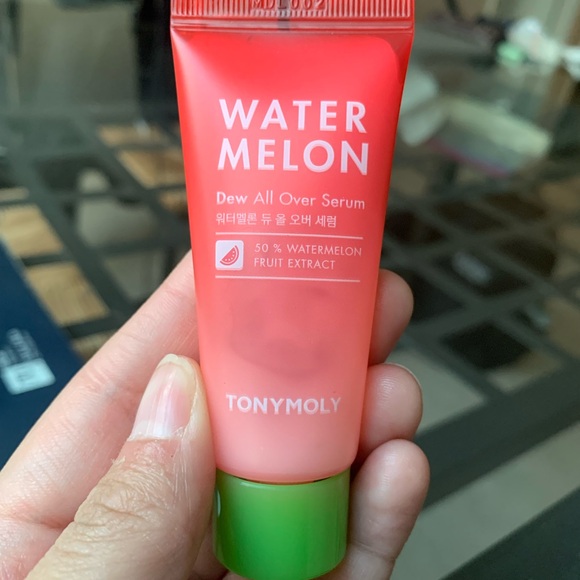 WATER
MELON
Dew All Over Serum
워터멜론 듀 올 오버 세럼
50 % WATERMELON
FRUIT EXTRACT
TONYMOLY